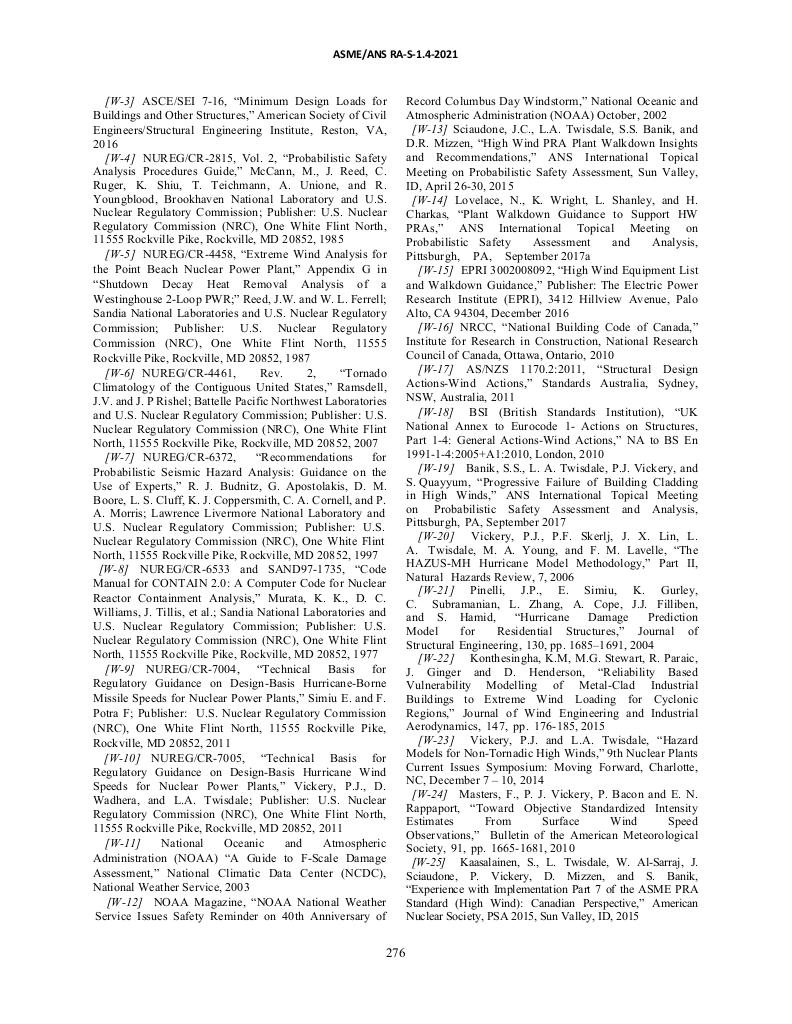 ASME/ANS RA-S-1.4-2021
[W-3] ASCE/SEI 7-16, “Minimum Design Loads for
Buildings and Other Structures,” American Society of Civil
Engineers/Structural Engineering Institute, Reston, VA,
2016
[W-4] NUREG/CR-2815, Vol. 2, “Probabilistic Safety
Analysis Procedures Guide,” McCann, M., J. Reed, C.
Ruger, K. Shiu, T. Teichmann, A. Unione, and R.
Youngblood, Brookhaven National Laboratory and U.S.
Nuclear Regulatory Commission; Publisher: U.S. Nuclear
Regulatory Commission (NRC), One White Flint North,
11555 Rockville Pike, Rockville, MD 20852, 1985
[W-5] NUREG/CR-4458, “Extreme Wind Analysis for
the Point Beach Nuclear Power Plant,” Appendix G in
“Shutdown Decay Heat Removal Analysis of a
Westinghouse 2-Loop PWR;” Reed, J.W. and W. L. Ferrell;
Sandia National Laboratories and U.S. Nuclear Regulatory
Commission; Publisher: U.S. Nuclear Regulatory
Commission (NRC), One White Flint North, 11555
Rockville Pike, Rockville, MD 20852, 1987
[W-6] NUREG/CR-4461, Rev. 2, “Tornado
Climatology of the Contiguous United States,” Ramsdell,
J.V. and J. P Rishel; Battelle Pacific Northwest Laboratories
and U.S. Nuclear Regulatory Commission; Publisher: U.S.
Nuclear Regulatory Commission (NRC), One White Flint
North, 11555 Rockville Pike, Rockville, MD 20852, 2007
[W-7] NUREG/CR-6372, “Recommendations for
Probabilistic Seismic Hazard Analysis: Guidance on the
Use of Experts,” R. J. Budnitz, G. Apostolakis, D. M.
Boore, L. S. Cluff, K. J. Coppersmith, C. A. Cornell, and P.
A. Morris; Lawrence Livermore National Laboratory and
U.S. Nuclear Regulatory Commission; Publisher: U.S.
Nuclear Regulatory Commission (NRC), One White Flint
North, 11555 Rockville Pike, Rockville, MD 20852, 1997
[W-8] NUREG/CR-6533 and SAND97-1735, “Code
Manual for CONTAIN 2.0: A Computer Code for Nuclear
Reactor Containment Analysis,” Murata, K. K., D. C.
Williams, J. Tillis, et al.; Sandia National Laboratories and
U.S. Nuclear Regulatory Commission; Publisher: U.S.
Nuclear Regulatory Commission (NRC), One White Flint
North, 11555 Rockville Pike, Rockville, MD 20852, 1977
[W-9] NUREG/CR-7004, “Technical Basis for
Regulatory Guidance on Design-Basis Hurricane-Borne
Missile Speeds for Nuclear Power Plants,” Simiu E. and F.
Potra F; Publisher: U.S. Nuclear Regulatory Commission
(NRC), One White Flint North, 11555 Rockville Pike,
Rockville, MD 20852, 2011
[W-10] NUREG/CR-7005, “Technical Basis for
Regulatory Guidance on Design-Basis Hurricane Wind
Speeds for Nuclear Power Plants,” Vickery, P.J., D.
Wadhera, and L.A. Twisdale; Publisher: U.S. Nuclear
Regulatory Commission (NRC), One White Flint North,
11555 Rockville Pike, Rockville, MD 20852, 2011
[W-11] National Oceanic and Atmospheric
Administration (NOAA) “A Guide to F-Scale Damage
Assessment,” National Climatic Data Center (NCDC),
National Weather Service, 2003
[W-12] NOAA Magazine, “NOAA National Weather
Service Issues Safety Reminder on 40th Anniversary of
Record Columbus Day Windstorm,” National Oceanic and
Atmospheric Administration (NOAA) October, 2002
[W-13] Sciaudone, J.C., L.A. Twisdale, S.S. Banik, and
D.R. Mizzen, “High Wind PRA Plant Walkdown Insights
and Recommendations,” ANS International Topical
Meeting on Probabilistic Safety Assessment, Sun Valley,
ID, April 26-30, 2015
[W-14] Lovelace, N., K. Wright, L. Shanley, and H.
Charkas, “Plant Walkdown Guidance to Support HW
PRAs,” ANS International Topical Meeting on
Probabilistic Safety Assessment and Analysis,
Pittsburgh, PA, September 2017a
[W-15] EPRI 3002008092, “High Wind Equipment List
and Walkdown Guidance,” Publisher: The Electric Power
Research Institute (EPRI), 3412 Hillview Avenue, Palo
Alto, CA 94304, December 2016
[W-16] NRCC, “National Building Code of Canada,”
Institute for Research in Construction, National Research
Council of Canada, Ottawa, Ontario, 2010
[W-17] AS/NZS 1170.2:2011, “Structural Design
Actions-Wind Actions,” Standards Australia, Sydney,
NSW, Australia, 2011
[W-18] BSI (British Standards Institution), “UK
National Annex to Eurocode 1- Actions on Structures,
Part 1-4: General Actions-Wind Actions,” NA to BS En
1991-1-4:2005+A1:2010, London, 2010
[W-19] Banik, S.S., L. A. Twisdale, P.J. Vickery, and
S. Quayyum, “Progressive Failure of Building Cladding
in High Winds,” ANS International Topical Meeting
on Probabilistic Safety Assessment and Analysis,
Pittsburgh, PA, September 2017
[W-20] Vickery, P.J., P.F. Skerlj, J. X. Lin, L.
A. Twisdale, M. A. Young, and F. M. Lavelle, “The
HAZUS-MH Hurricane Model Methodology,” Part II,
Natural Hazards Review, 7, 2006
[W-21] Pinelli, J.P., E. Simiu, K. Gurley,
C. Subramanian, L. Zhang, A. Cope, J.J. Filliben,
and S. Hamid, “Hurricane Damage Prediction
Model for Residential Structures,” Journal of
Structural Engineering, 130, pp. 1685–1691, 2004
[W-22] Konthesingha, K.M, M.G. Stewart, R. Paraic,
J. Ginger and D. Henderson, “Reliability Based
Vulnerability Modelling of Metal-Clad Industrial
Buildings to Extreme Wind Loading for Cyclonic
Regions,” Journal of Wind Engineering and Industrial
Aerodynamics, 147, pp. 176-185, 2015
[W-23] Vickery, P.J. and L.A. Twisdale, “Hazard
Models for Non-Tornadic High Winds,” 9th Nuclear Plants
Current Issues Symposium: Moving Forward, Charlotte,
NC, December 7 – 10, 2014
[W-24] Masters, F., P. J. Vickery, P. Bacon and E. N.
Rappaport, “Toward Objective Standardized Intensity
Estimates From Surface Wind Speed
Observations,” Bulletin of the American Meteorological
Society, 91, pp. 1665-1681, 2010
[W-25] Kaasalainen, S., L. Twisdale, W. Al-Sarraj, J.
Sciaudone, P. Vickery, D. Mizzen, and S. Banik,
“Experience with Implementation Part 7 of the ASME PRA
Standard (High Wind): Canadian Perspective,” American
Nuclear Society, PSA 2015, Sun Valley, ID, 2015
276